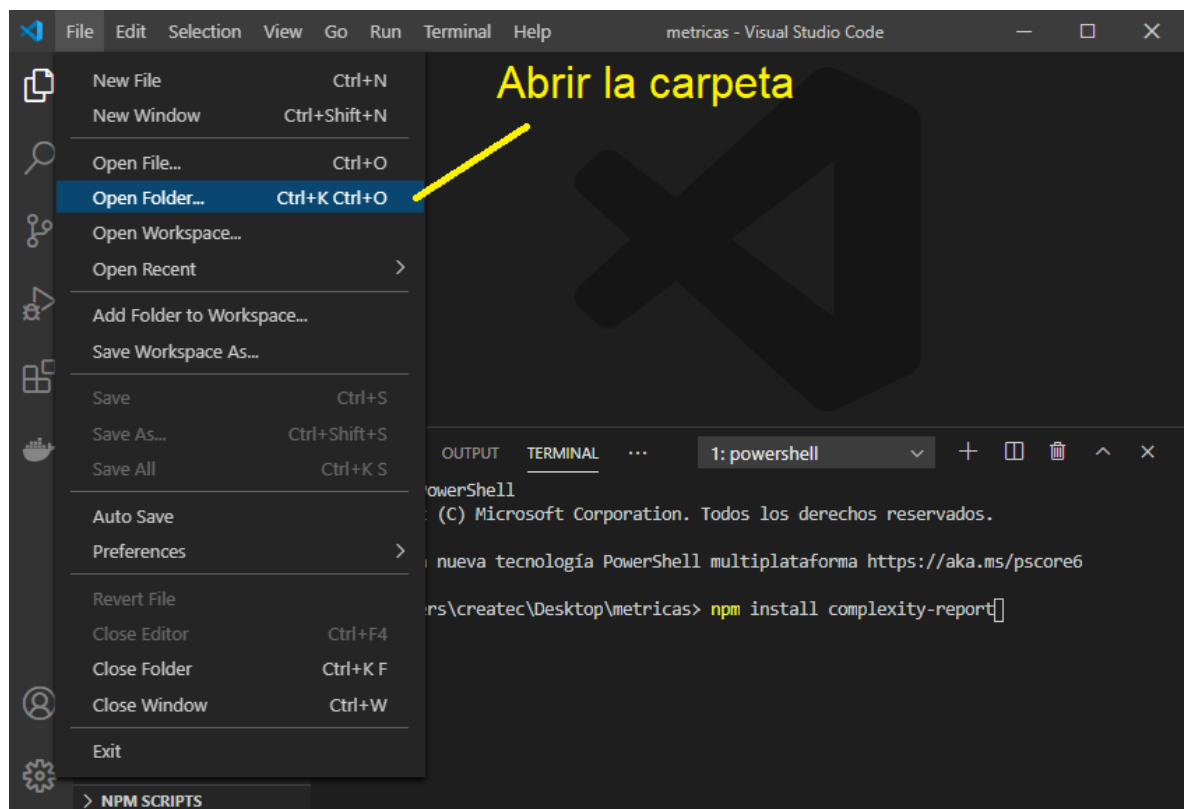 File Edit Selection View Go Run Terminal Help metricas - Visual Studio Code
Abrir la carpeta
New File Ctrl+N
New Window Ctrl+Shift+N
Open File... Ctrl+O
Open Folder... Ctrl+K Ctrl+O
Open Workspace...
Open Recent
Add Folder to Workspace...
Save Workspace As...
Save Ctrl+S
Save As... Ctrl+Shift+S
Save All Ctrl+K S
Auto Save
Preferences
Revert File
Close Editor Ctrl+F4
Close Folder Ctrl+K F
Close Window Ctrl+W
Exit
NPM SCRIPTS
OUTPUT TERMINAL ... 1: powershell
owerShell
(C) Microsoft Corporation. Todos los derechos reservados.
nueva tecnología PowerShell multiplataforma https://aka.ms/pscore6
rs\createc\Desktop\metricas> npm install complexity-report